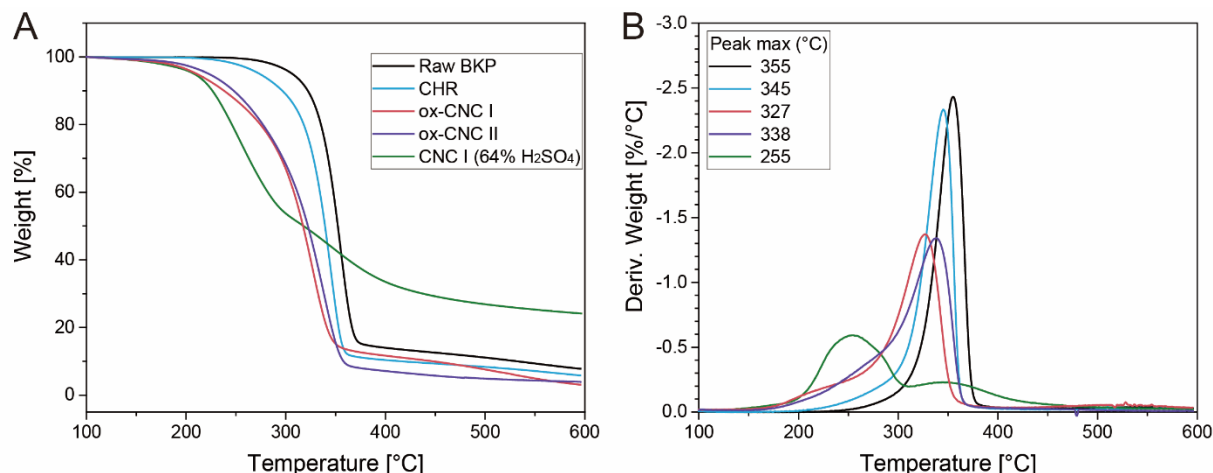 A
Weight [%]
100
80
60
40
20
0
Raw BKP
CHR
ox-CNC I
ox-CNC II
CNC I (64% H₂SO₄)
100
200
300
400
500
600
Temperature [°C]
B
Deriv. Weight [%/°C]
-3.0
-2.5
-2.0
-1.5
-1.0
-0.5
0.0
Peak max (°C)
355
345
327
338
255
100
200
300
400
500
600
Temperature [°C]